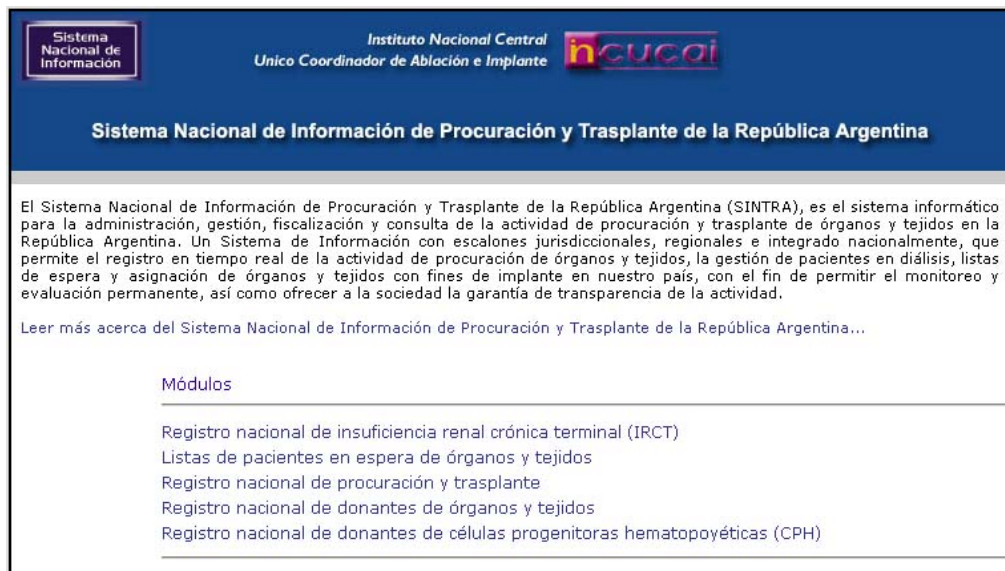 Sistema
Nacional de
Información
Instituto Nacional Central
Unico Coordinador de Ablación e Implante
incucai
Sistema Nacional de Información de Procuración y Trasplante de la República Argentina
El Sistema Nacional de Información de Procuración y Trasplante de la República Argentina (SINTRA), es el sistema informático
para la administración, gestión, fiscalización y consulta de la actividad de procuración y trasplante de órganos y tejidos en la
República Argentina. Un Sistema de Información con escalones jurisdiccionales, regionales e integrado nacionalmente, que
permite el registro en tiempo real de la actividad de procuración de órganos y tejidos, la gestión de pacientes en diálisis, listas
de espera y asignación de órganos y tejidos con fines de implante en nuestro país, con el fin de permitir el monitoreo y
evaluación permanente, así como ofrecer a la sociedad la garantía de transparencia de la actividad.
Leer más acerca del Sistema Nacional de Información de Procuración y Trasplante de la República Argentina...
Módulos
Registro nacional de insuficiencia renal crónica terminal (IRCT)
Listas de pacientes en espera de órganos y tejidos
Registro nacional de procuración y trasplante
Registro nacional de donantes de órganos y tejidos
Registro nacional de donantes de células progenitoras hematopoyéticas (CPH)